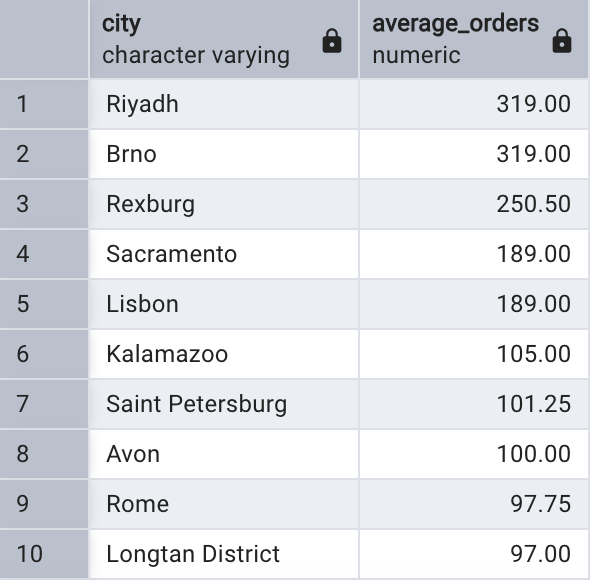 city average_orders
character varying numeric
1 Riyadh 319.00
2 Brno 319.00
3 Rexburg 250.50
4 Sacramento 189.00
5 Lisbon 189.00
6 Kalamazoo 105.00
7 Saint Petersburg 101.25
8 Avon 100.00
9 Rome 97.75
10 Longtan District 97.00